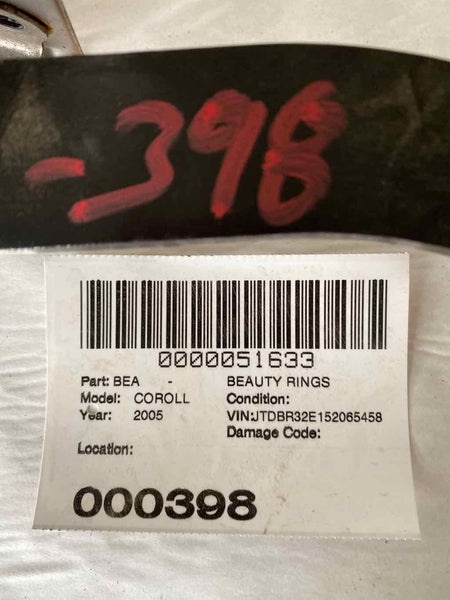 -398
0000051633
Part: BEA - BEAUTY RINGS
Model: COROLL Condition:
Year: 2005 VIN:JTDBR32E152065458
Damage Code:
Location:
000398